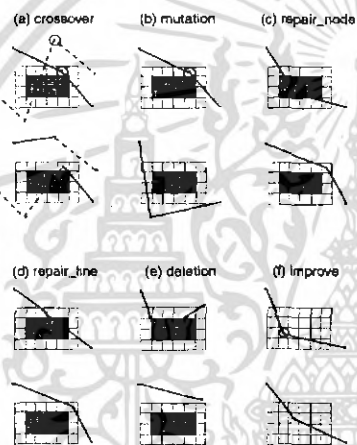 (a) crossover (b) mutation (c) repair_node
(d) repair_line (e) deletion (f) improve